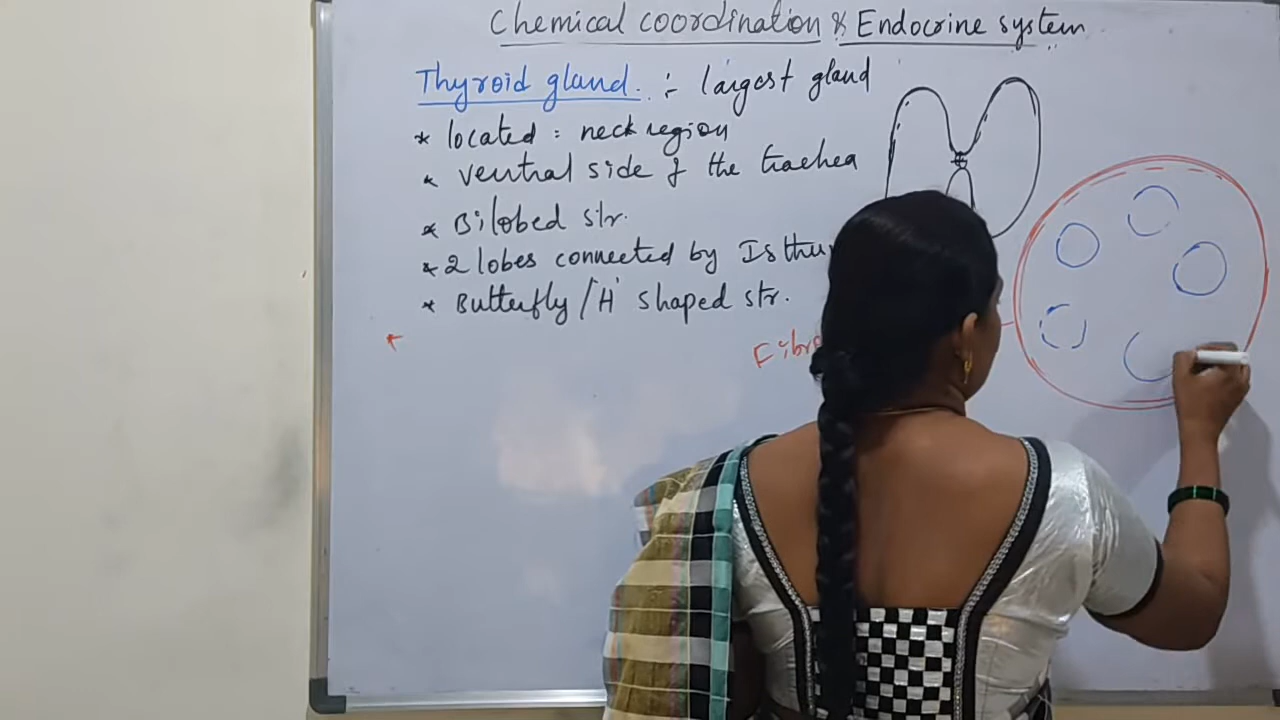 Chemical coordination & Endocrine system
Thyroid gland :- largest gland
* located : neck region
* ventral side of the trachea
* Bilobed str.
* 2 lobes connected by Isthu
* Butterfly / 'H' shaped str.
* Fibro